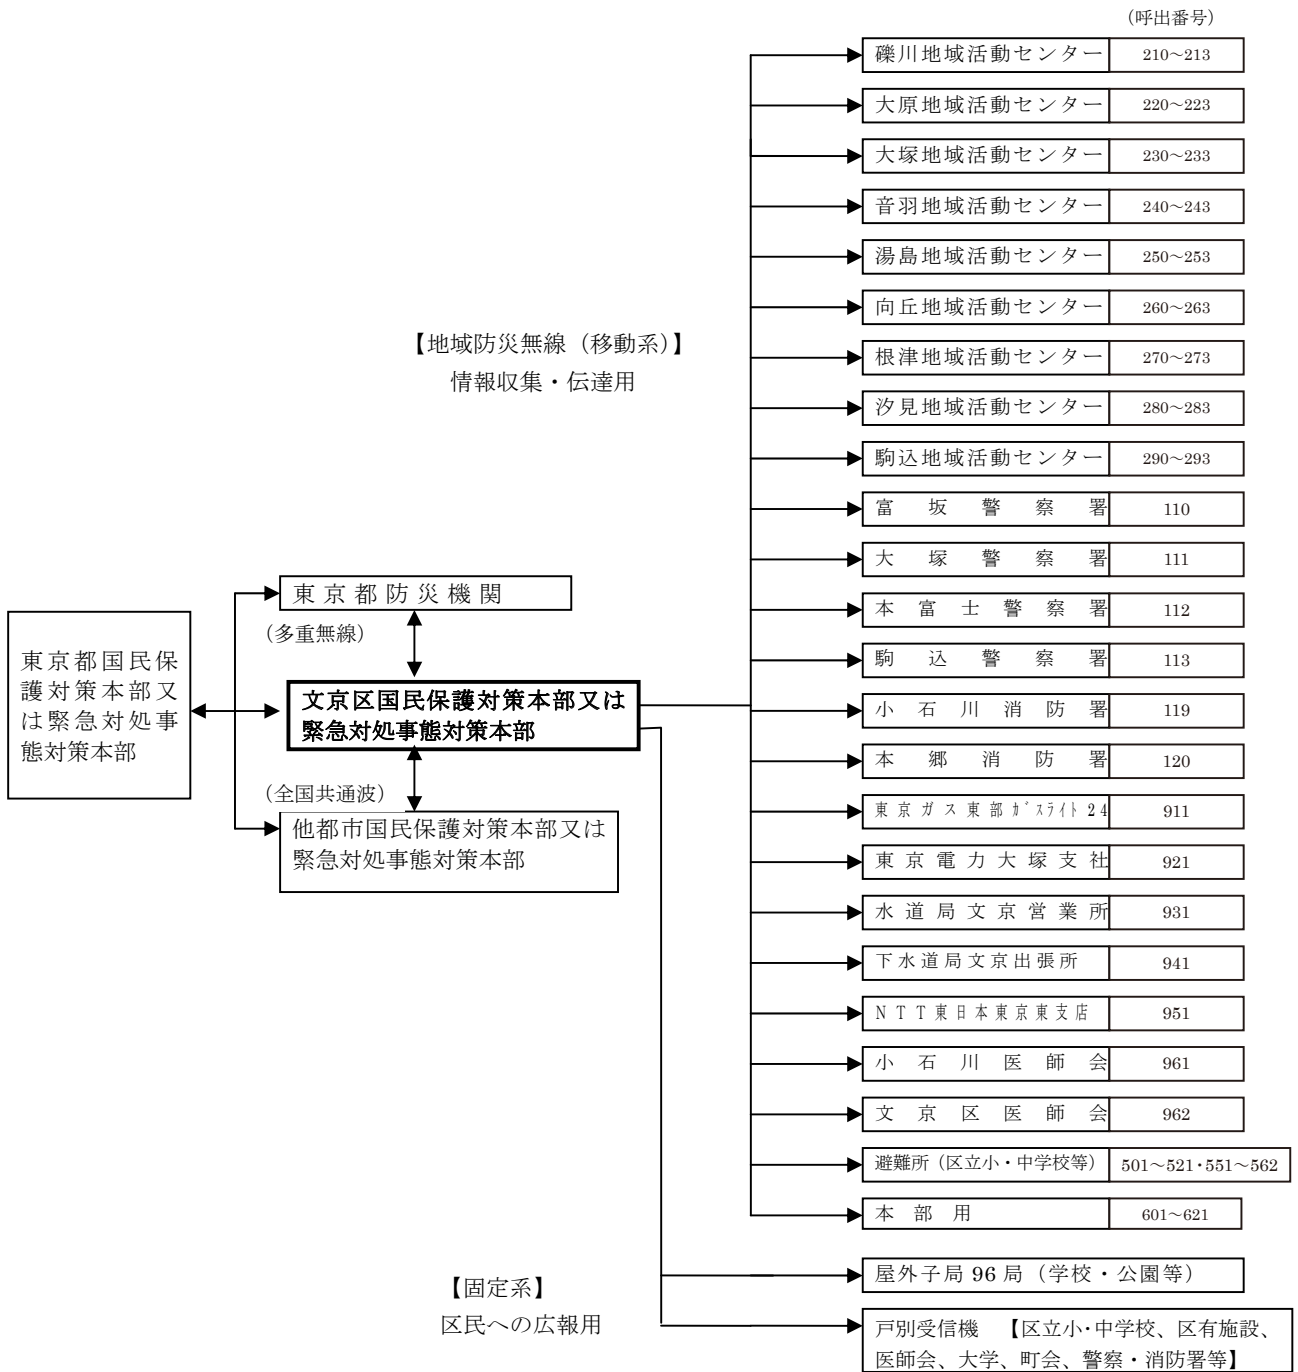 （呼出番号）
礫川地域活動センター 210～213
大原地域活動センター 220～223
大塚地域活動センター 230～233
音羽地域活動センター 240～243
湯島地域活動センター 250～253
向丘地域活動センター 260～263
【地域防災無線（移動系）】
情報収集・伝達用
根津地域活動センター 270～273
汐見地域活動センター 280～283
駒込地域活動センター 290～293
富坂警察署 110
大塚警察署 111
本富士警察署 112
駒込警察署 113
小石川消防署 119
本郷消防署 120
東京ガス東部ｶﾞｽﾗｲﾄ24 911
東京電力大塚支社 921
水道局文京営業所 931
下水道局文京出張所 941
ＮＴＴ東日本東京東支店 951
小石川医師会 961
文京区医師会 962
避難所（区立小・中学校等） 501～521・551～562
本部用 601～621
東京都防災機関
（多重無線）
東京都国民保
護対策本部又
は緊急対処事
態対策本部
文京区国民保護対策本部又は
緊急対処事態対策本部
（全国共通波）
他都市国民保護対策本部又は
緊急対処事態対策本部
【固定系】
区民への広報用
屋外子局 96 局（学校・公園等）
戸別受信機　【区立小・中学校、区有施設、
医師会、大学、町会、警察・消防署等】